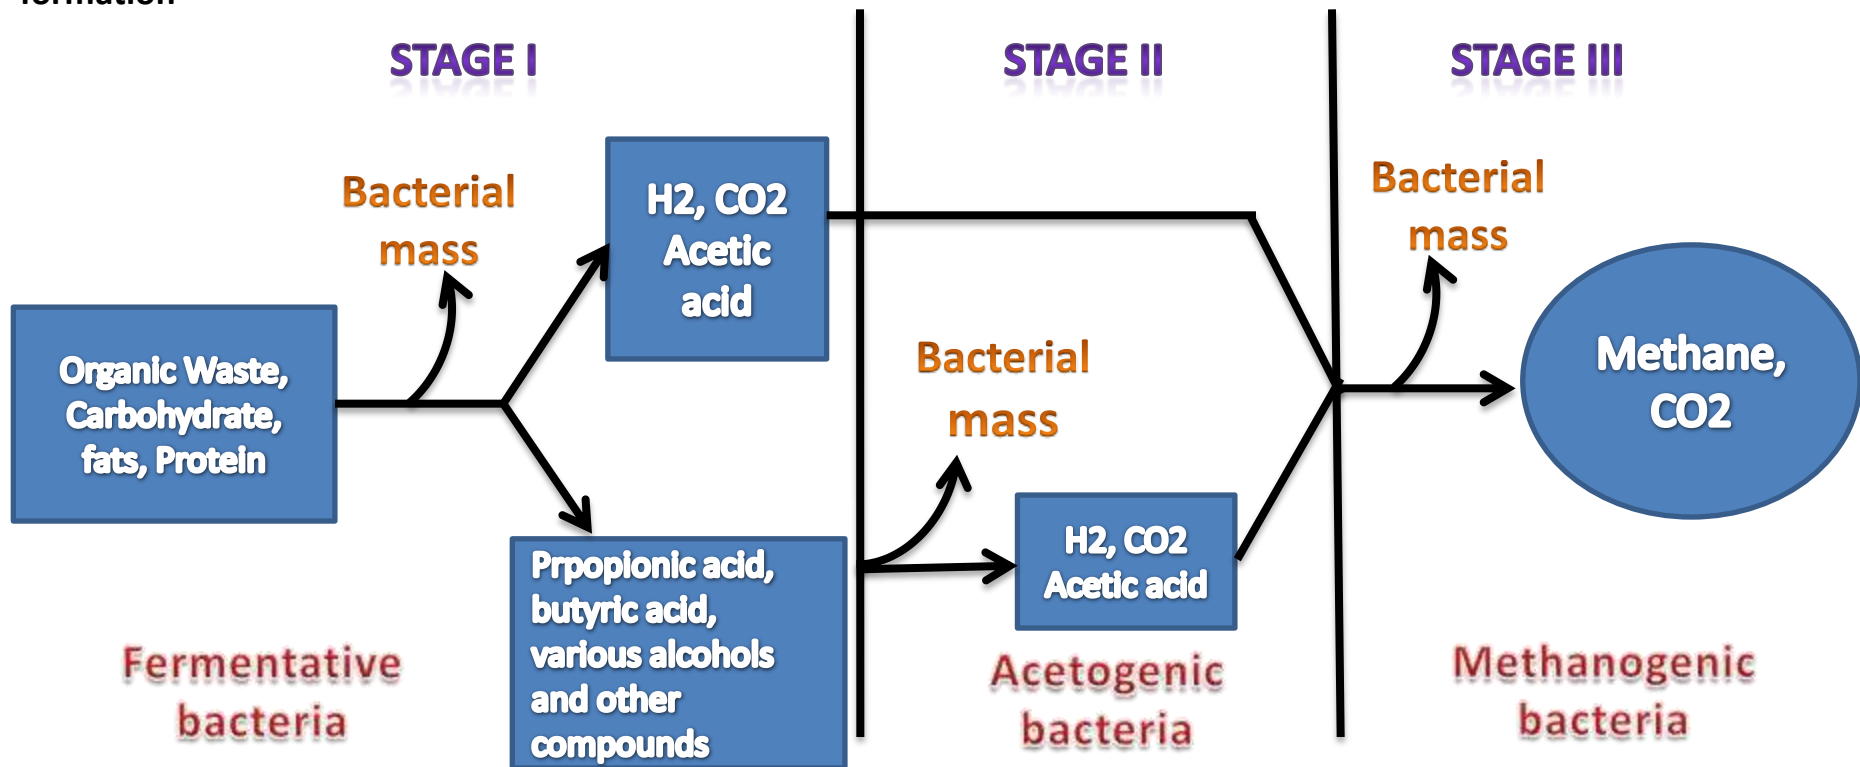 formation
STAGE I
STAGE II
STAGE III
Bacterial
mass
H2, CO2
Acetic
acid
Bacterial
mass
Organic Waste,
Carbohydrate,
fats, Protein
Bacterial
mass
Methane,
CO2
Prpopionic acid,
butyric acid,
various alcohols
and other
compounds
H2, CO2
Acetic acid
Fermentative
bacteria
Acetogenic
bacteria
Methanogenic
bacteria